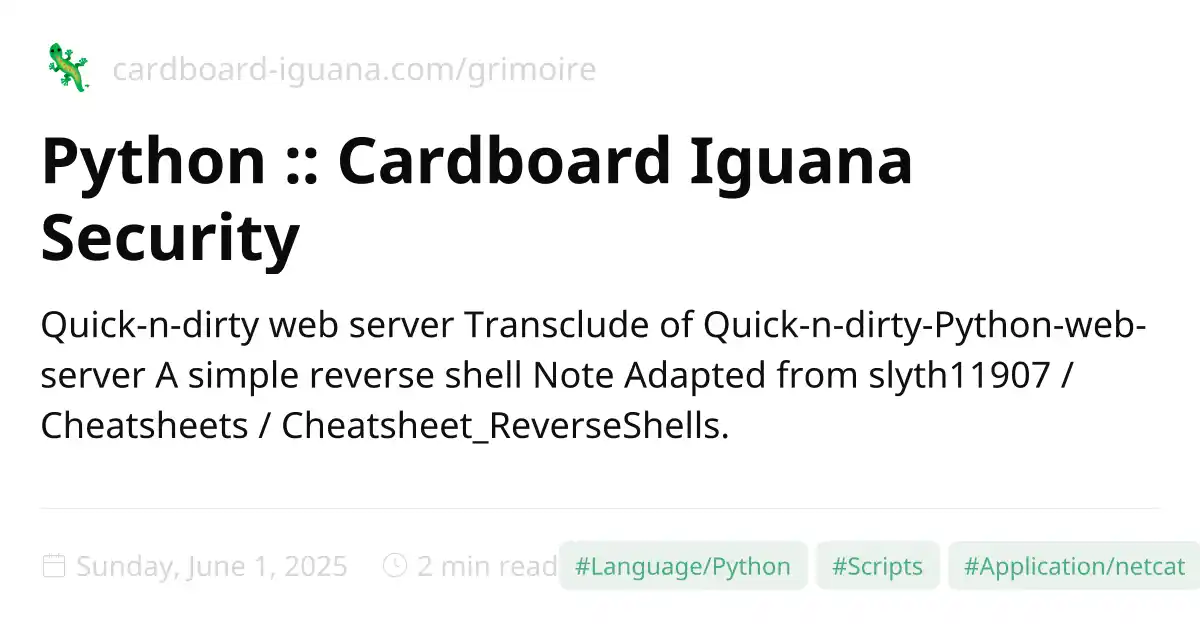 cardboard-iguana.com/grimoire
Python :: Cardboard Iguana
Security
Quick-n-dirty web server Transclude of Quick-n-dirty-Python-web-
server A simple reverse shell Note Adapted from slyth11907 /
Cheatsheets / Cheatsheet_ReverseShells.
Sunday, June 1, 2025 2 min read #Language/Python #Scripts #Application/netcat